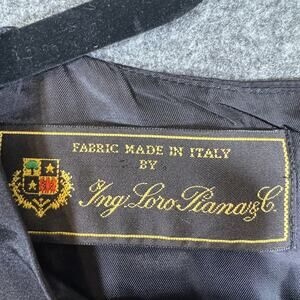 FABRIC MADE IN ITALY
BY
Ing. Loro Piana & C.